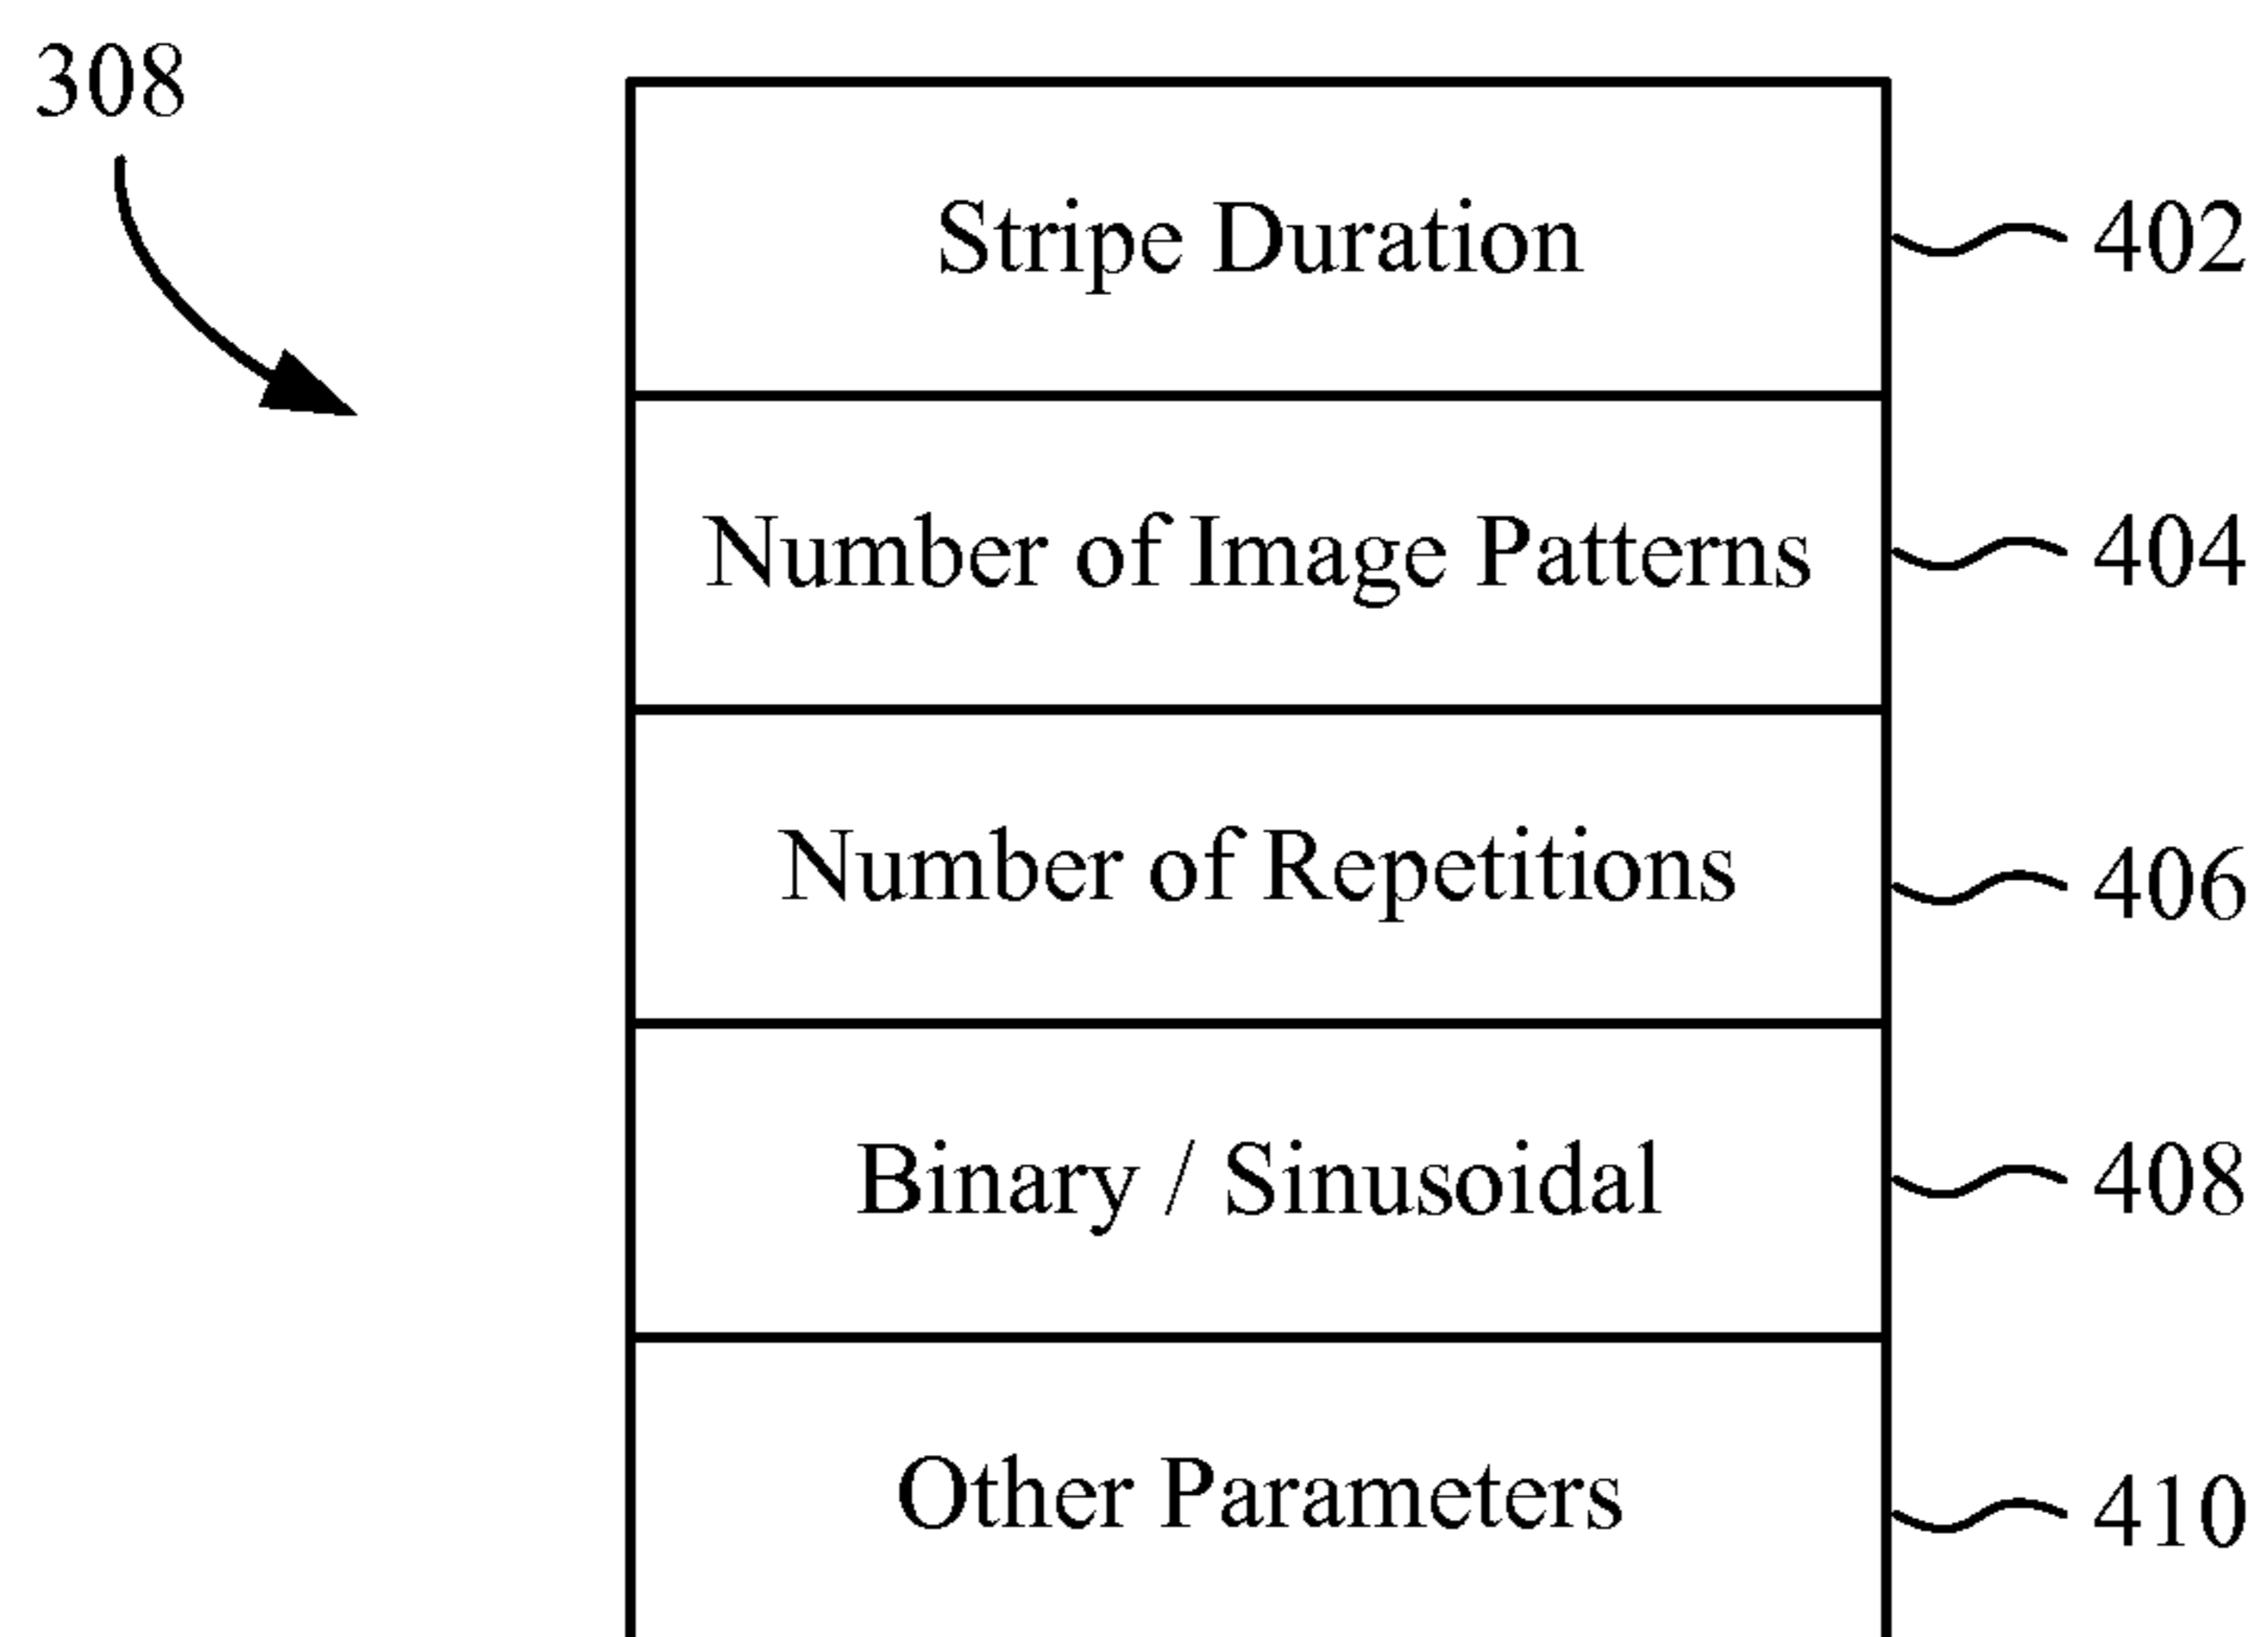 308
Stripe Duration 402
Number of Image Patterns 404
Number of Repetitions 406
Binary / Sinusoidal 408
Other Parameters 410